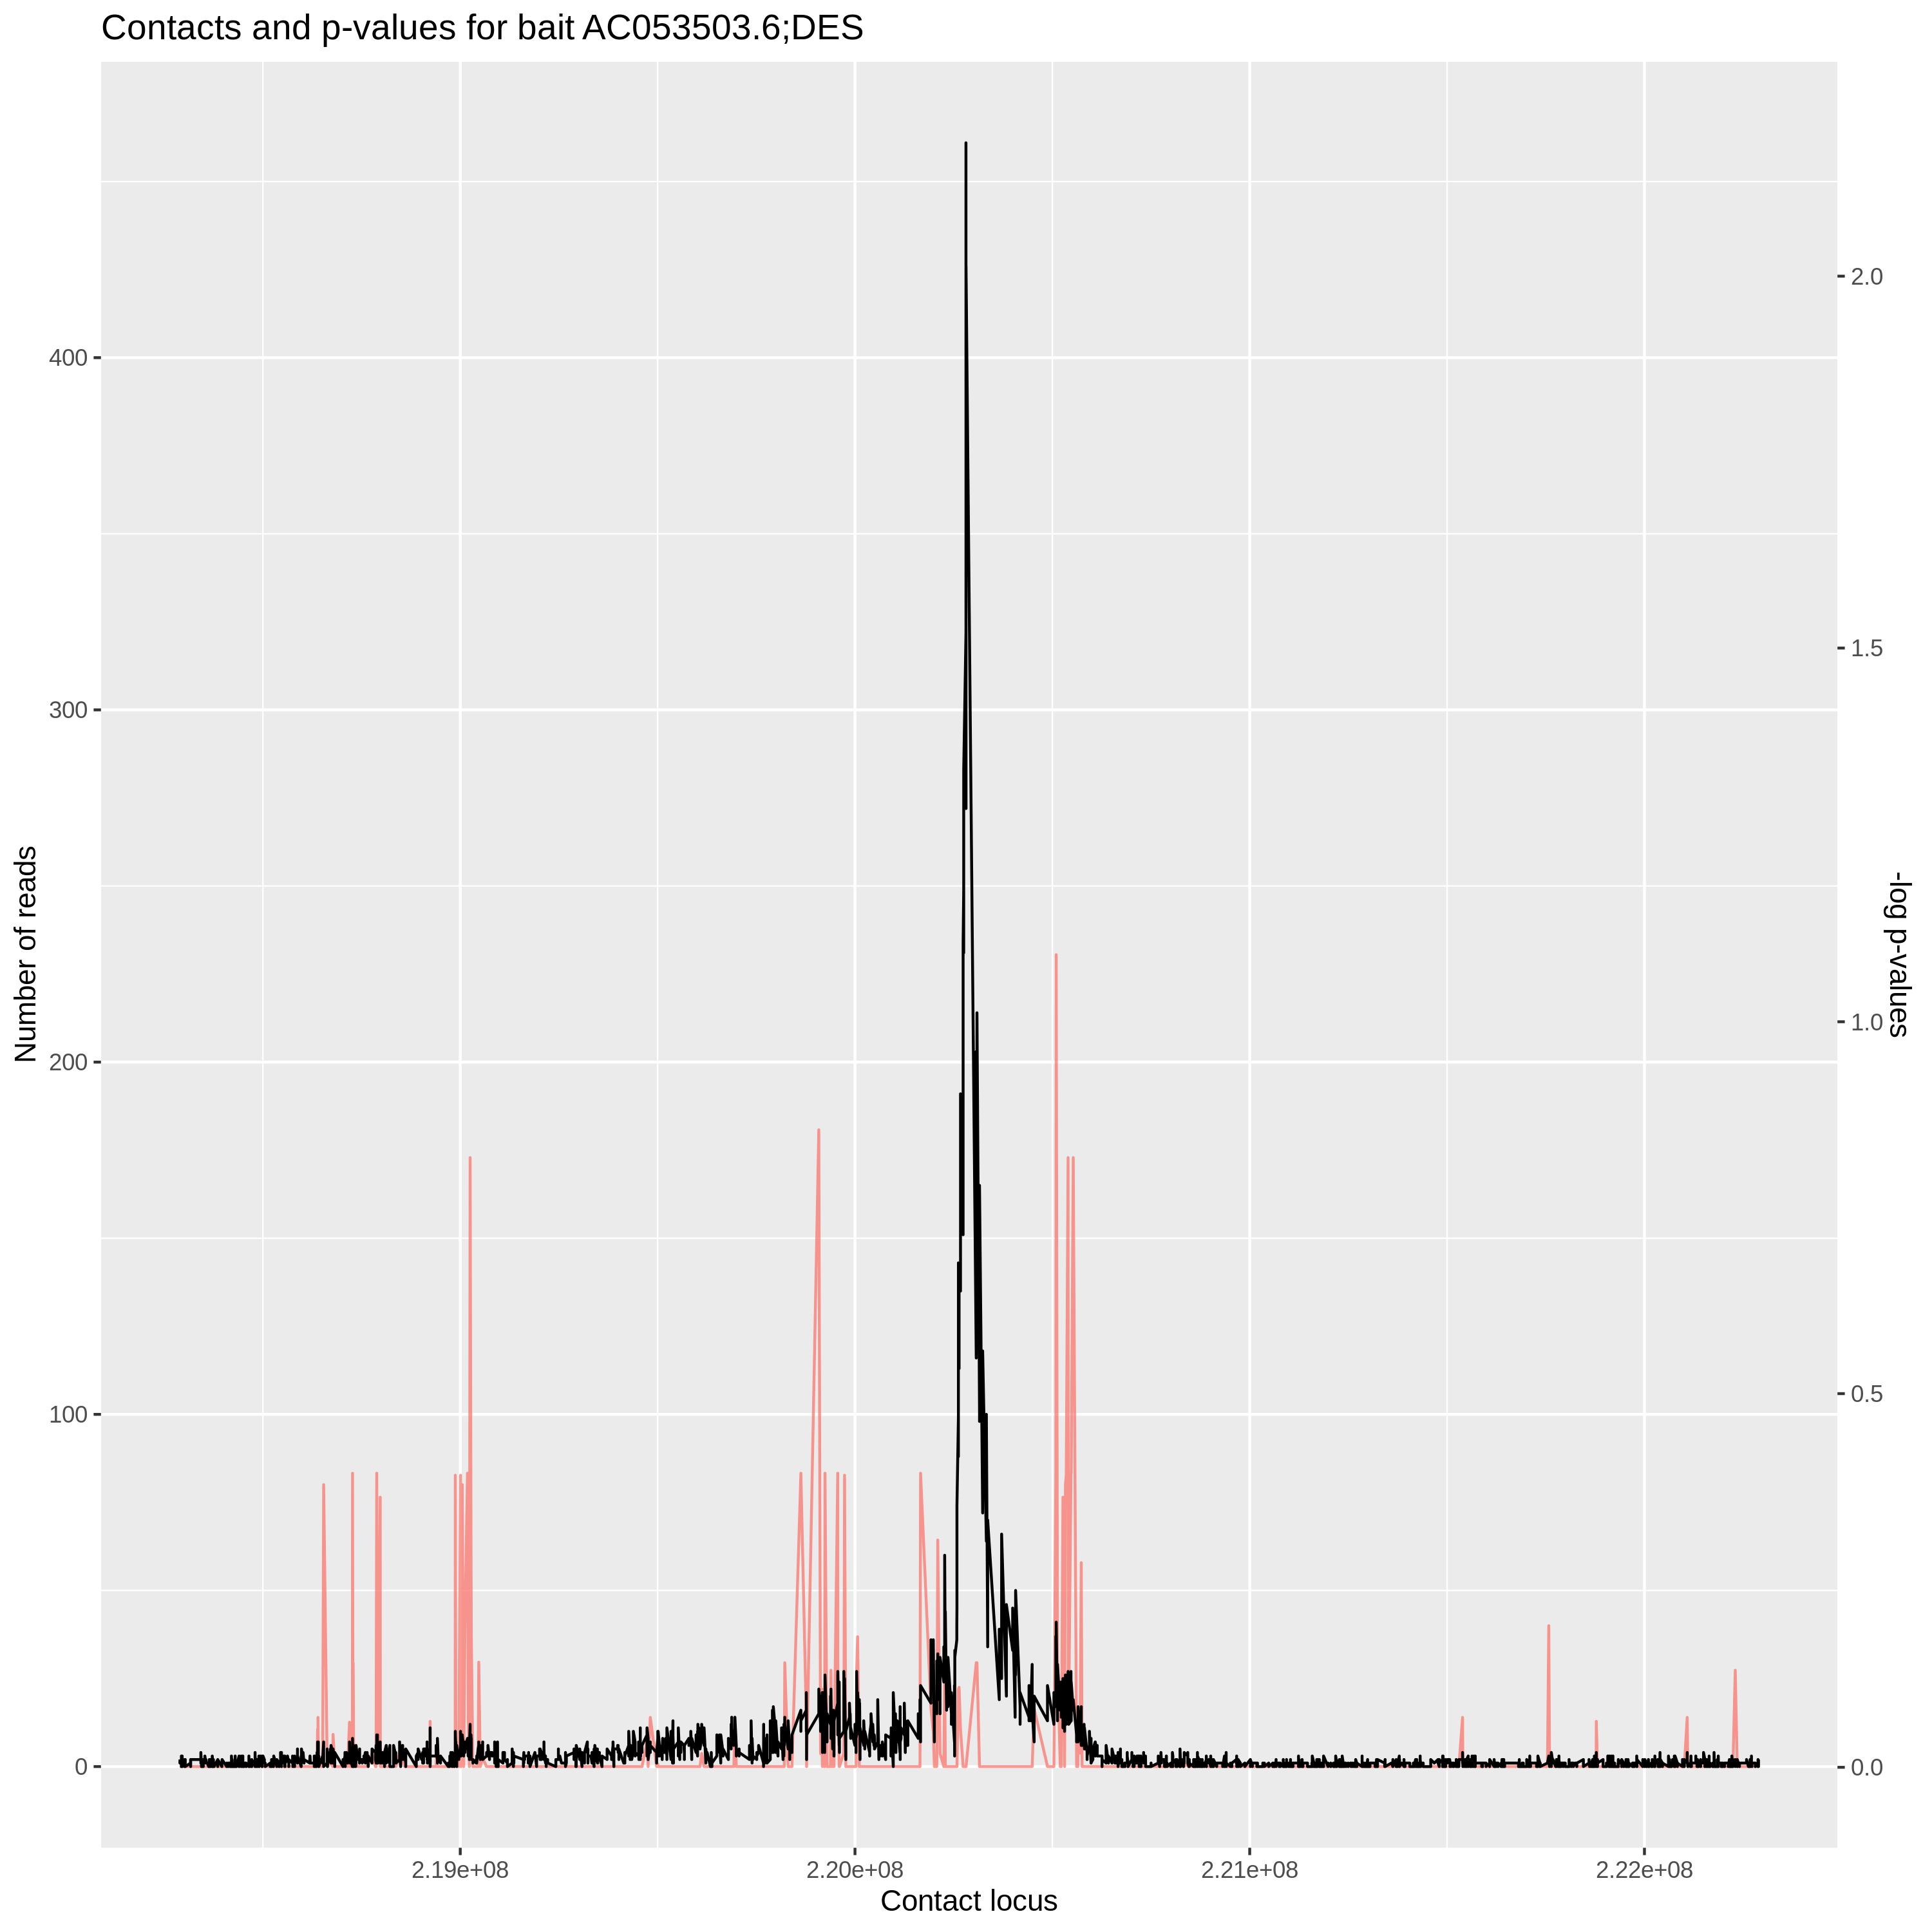 Contacts and p-values for bait AC053503.6;DES
Number of reads
400
300
200
100
0
2.0
1.5
1.0
0.5
0.0
-log p-values
2.19e+08
2.20e+08
2.21e+08
2.22e+08
Contact locus